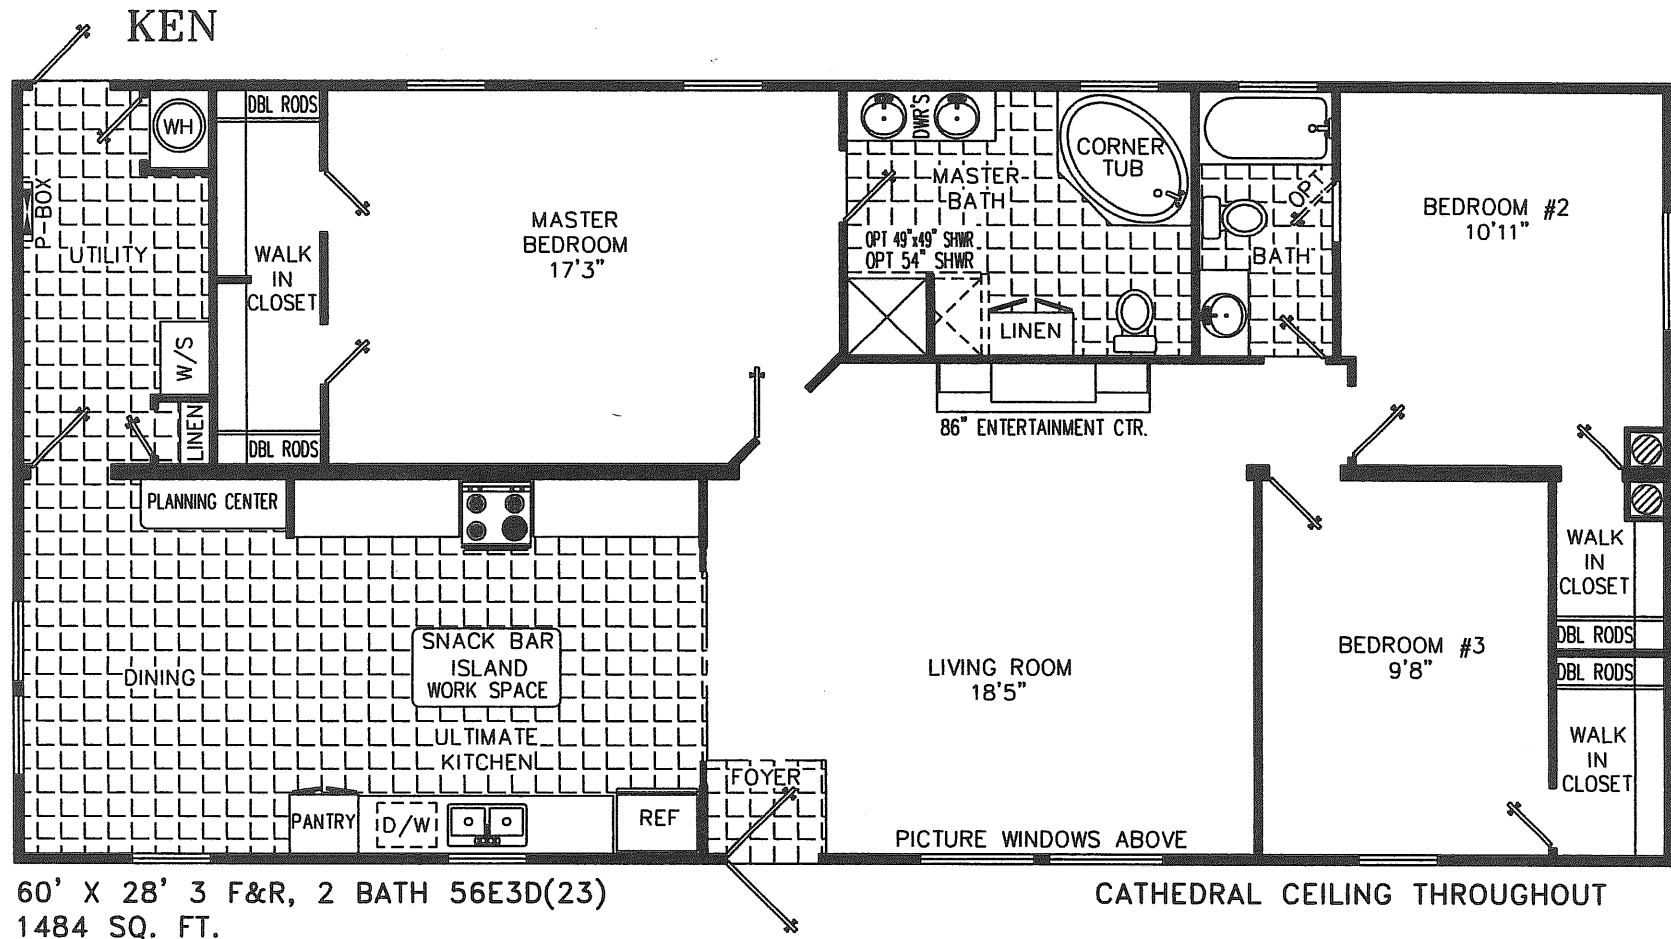 KEN
DBL RODS
WH
P-BOX
UTILITY
WALK
IN
CLOSET
W/S
LINEN
DBL RODS
MASTER
BEDROOM
17'3"
DWR'S
CORNER
TUB
MASTER
BATH
OPT 49"x49" SHWR
OPT 54" SHWR
LINEN
OPT
BATH
BEDROOM #2
10'11"
86" ENTERTAINMENT CTR.
PLANNING CENTER
SNACK BAR
ISLAND
WORK SPACE
DINING
ULTIMATE
KITCHEN
PANTRY
D/W
REF
FOYER
LIVING ROOM
18'5"
PICTURE WINDOWS ABOVE
BEDROOM #3
9'8"
WALK
IN
CLOSET
DBL RODS
DBL RODS
WALK
IN
CLOSET
60' X 28' 3 F&R, 2 BATH 56E3D(23)
1484 SQ. FT.
CATHEDRAL CEILING THROUGHOUT